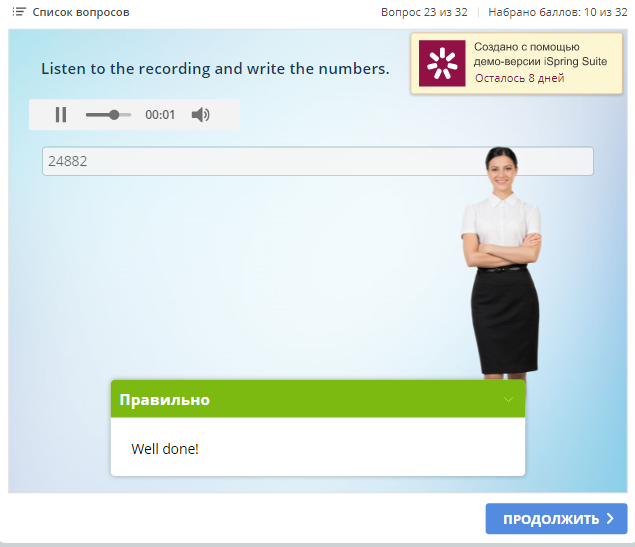 Список вопросов
Вопрос 23 из 32 | Набрано баллов: 10 из 32
Создано с помощью
демо-версии iSpring Suite
Осталось 8 дней
Listen to the recording and write the numbers.
00:01
24882
Правильно
Well done!
ПРОДОЛЖИТЬ